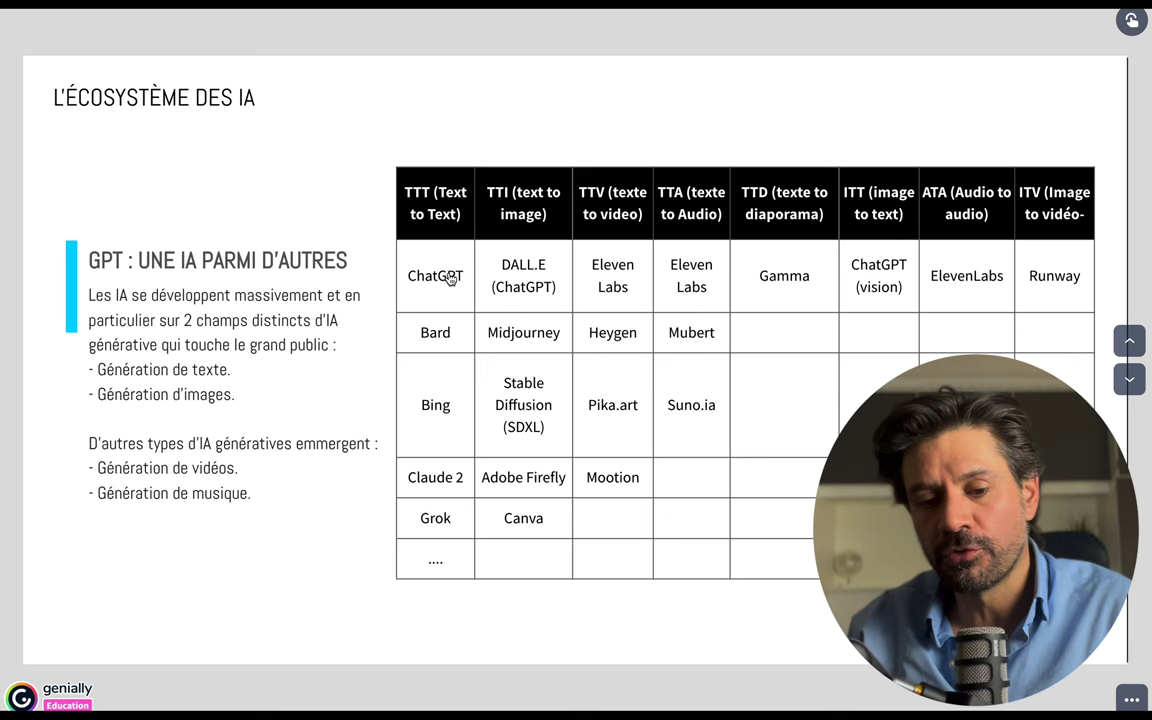 L'ÉCOSYSTÈME DES IA
GPT : UNE IA PARMI D'AUTRES
Les IA se développent massivement et en
particulier sur 2 champs distincts d'IA
générative qui touche le grand public :
- Génération de texte.
- Génération d'images.
D'autres types d'IA génératives emmergent :
- Génération de vidéos.
- Génération de musique.
TTT (Text to Text)
TTI (text to image)
TTV (texte to video)
TTA (texte to Audio)
TTD (texte to diaporama)
ITT (image to text)
ATA (Audio to audio)
ITV (Image to vidéo-
ChatGPT
DALL.E (ChatGPT)
Eleven Labs
Eleven Labs
Gamma
ChatGPT (vision)
ElevenLabs
Runway
Bard
Midjourney
Heygen
Mubert
Bing
Stable Diffusion (SDXL)
Pika.art
Suno.ia
Claude 2
Adobe Firefly
Mootion
Grok
Canva
....
genially
Education